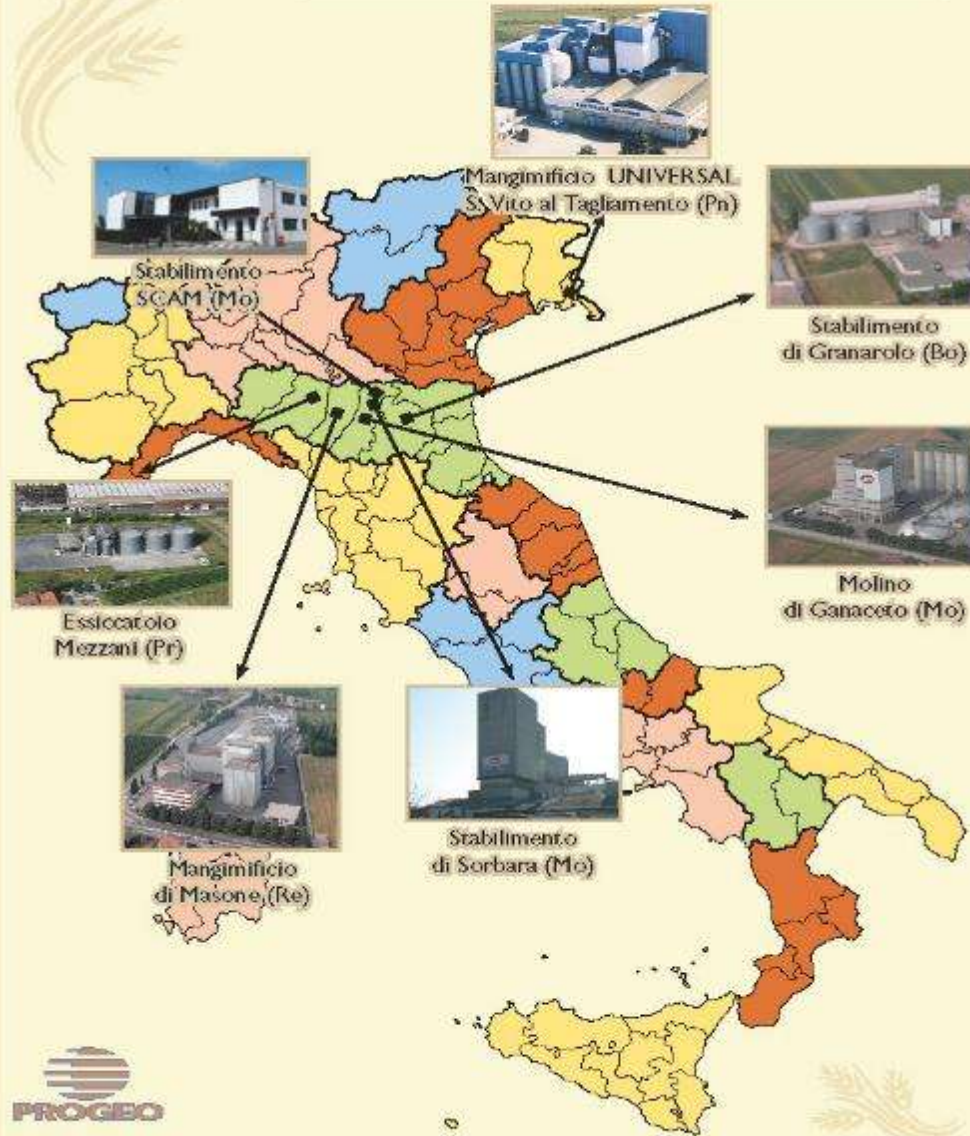 Mangimificio UNIVERSAL
S. Vito al Tagliamento (Pn)
Stabilimento
SCAM (Mo)
Stabilimento
di Granarolo (Bo)
Molino
di Ganaceto (Mo)
Essiccatoio
Mezzani (Pr)
Mangimificio
di Masone (Re)
Stabilimento
di Sorbara (Mo)
PROGEO